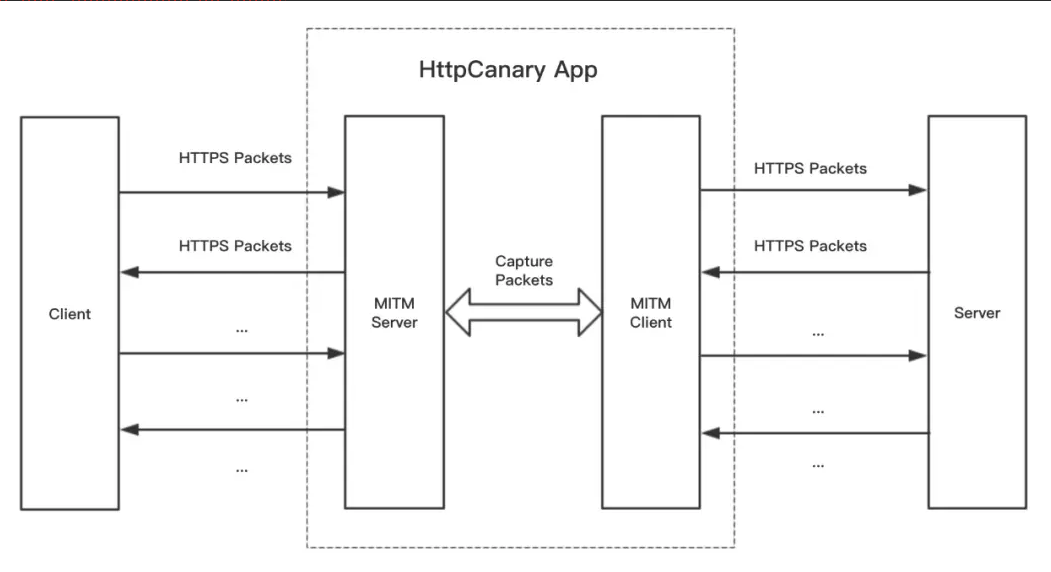 HttpCanary App
HTTPS Packets
HTTPS Packets
HTTPS Packets
HTTPS Packets
Capture
Packets
Client
MITM
Server
MITM
Client
Server
...
...
...
...
...
...